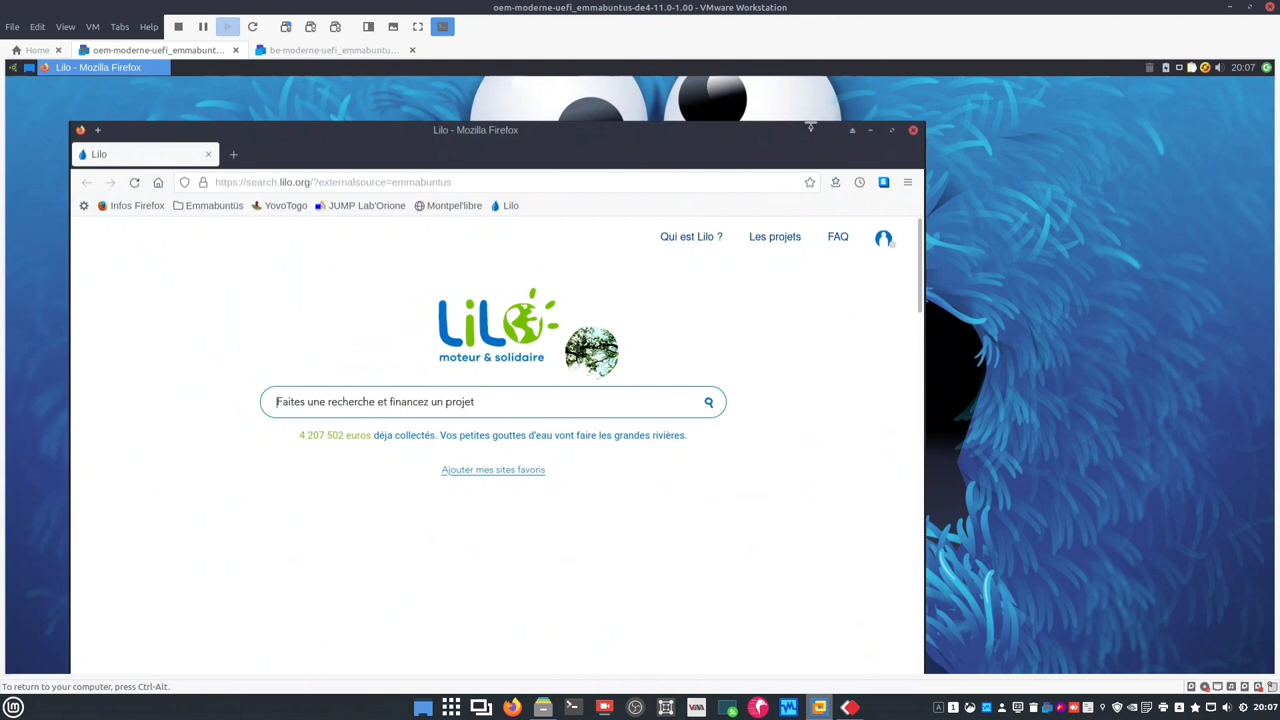 oem-moderne-uefi_emmabuntus-de4-11.0-1.00 - VMware Workstation
File Edit View VM Tabs Help
Home oem-moderne-uefi_emmabunt... be-moderne-uefi_emmabuntu...
Lilo - Mozilla Firefox 20:07
Lilo - Mozilla Firefox
Lilo
https://search.lilo.org/?externalsource=emmabuntus
Infos Firefox Emmabuntüs YovoTogo JUMP Lab'Orione Montpel'libre Lilo
Qui est Lilo ? Les projets FAQ
LiLO
moteur & solidaire
Faites une recherche et financez un projet
4 207 502 euros déja collectés. Vos petites gouttes d'eau vont faire les grandes rivières.
Ajouter mes sites favoris
To return to your computer, press Ctrl-Alt.
20:07